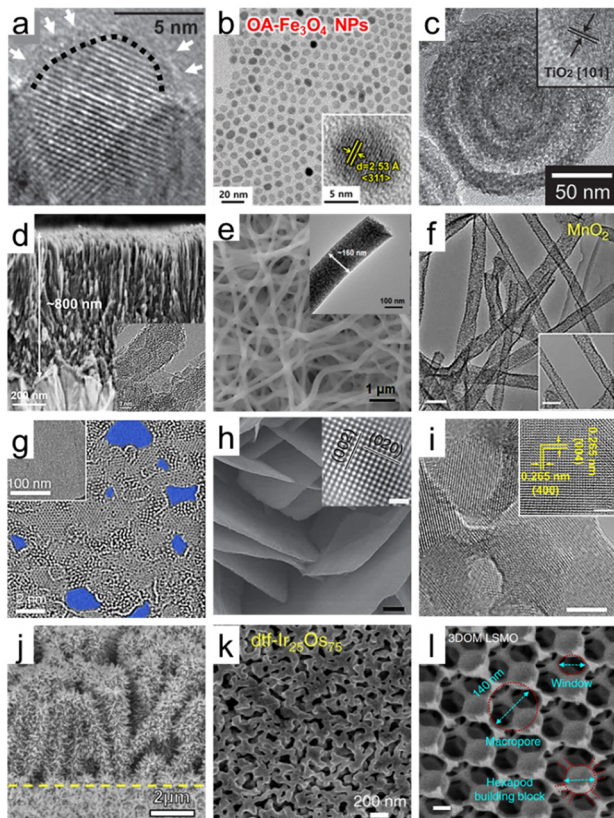 a
5 nm
b
OA-Fe₃O₄ NPs
d=2.53 Å
<311>
20 nm
5 nm
c
TiO₂ [101]
50 nm
d
~800 nm
200 nm
e
~160 nm
100 nm
1 µm
f
MnO₂
g
100 nm
2 nm
h
(002)
(020)
i
0.265 nm
(004)
0.265 nm
(400)
j
2µm
k
dtf-Ir₂₅Os₇₅
200 nm
l
3DOM LSMO
140 nm
Window
Macropore
Hexapod
building block